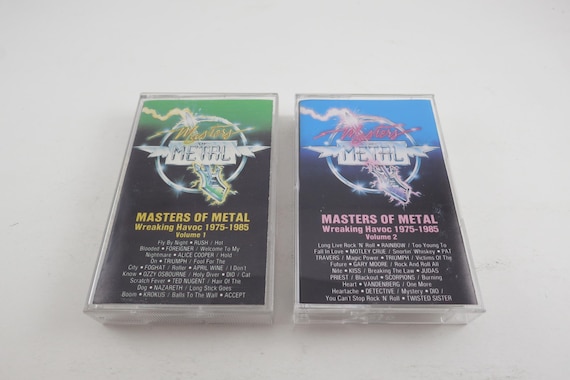 Masters
OF
METAL
MASTERS OF METAL
Wreaking Havoc 1975-1985
Volume 1
Fly By Night • RUSH / Hot
Blooded • FOREIGNER / Welcome To My
Nightmare • ALICE COOPER / Hold
On • TRIUMPH / Fool For The
City • FOGHAT / Roller • APRIL WINE / I Don't
Know • OZZY OSBOURNE / Holy Diver • DIO / Cat
Scratch Fever • TED NUGENT / Hair Of The
Dog • NAZARETH / Long Stick Goes
Boom • KROKUS / Balls To The Wall • ACCEPT
Masters
OF
METAL
MASTERS OF METAL
Wreaking Havoc 1975-1985
Volume 2
Long Live Rock 'N' Roll • RAINBOW / Too Young To
Fall In Love • MOTLEY CRUE / Snortin' Whiskey • PAT
TRAVERS / Magic Power • TRIUMPH / Victims Of The
Future • GARY MOORE / Rock And Roll All
Nite • KISS / Breaking The Law • JUDAS
PRIEST / Blackout • SCORPIONS / Burning
Heart • VANDENBERG / One More
Heartache • DETECTIVE / Mystery • DIO /
You Can't Stop Rock 'N' Roll • TWISTED SISTER